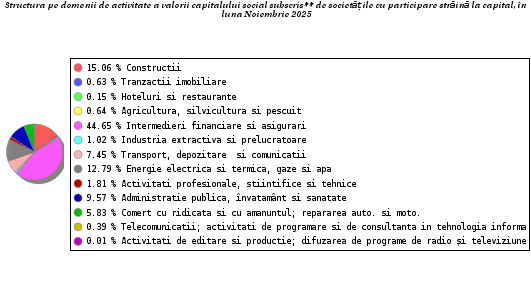 Structura pe domenii de activitate a valorii capitalului social subscris** de societăţile cu participare străină la capital, în
luna Noiembrie 2025
15.06 % Constructii
0.63 % Tranzactii imobiliare
0.15 % Hoteluri si restaurante
0.64 % Agricultura, silvicultura si pescuit
44.65 % Intermedieri financiare si asigurari
1.02 % Industria extractiva si prelucratoare
7.45 % Transport, depozitare  si comunicatii
12.79 % Energie electrica si termica, gaze si apa
1.81 % Activitati profesionale, stiintifice si tehnice
9.57 % Administratie publica, învatamânt si sanatate
5.83 % Comert cu ridicata si cu amanuntul; repararea auto. si moto.
0.39 % Telecomunicatii; activitati de programare si de consultanta in tehnologia informa
0.01 % Activitati de editare si productie; difuzarea de programe de radio şi televiziune